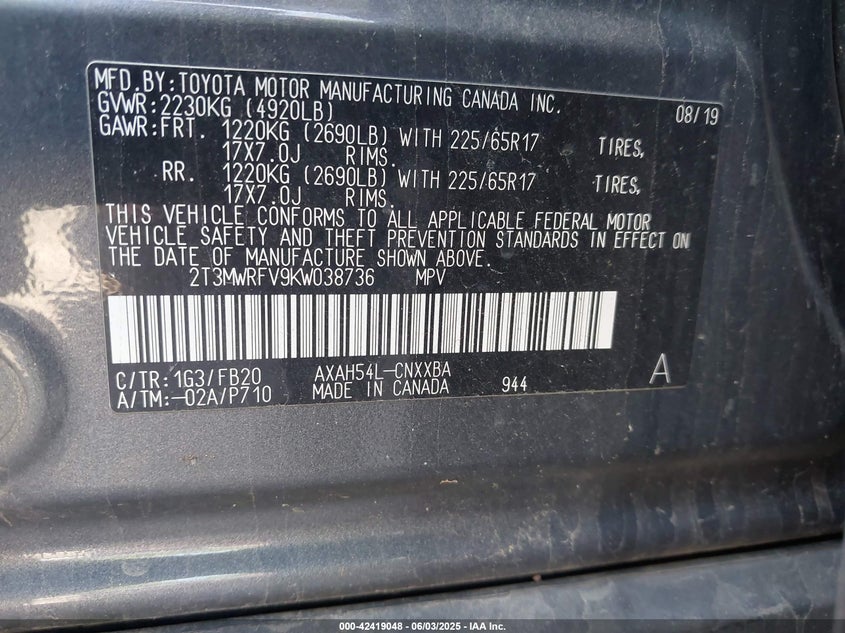 MFD.BY:TOYOTA MOTOR MANUFACTURING CANADA INC.
GVWR:2230KG (4920LB) 08/19
GAWR:FRT. 1220KG (2690LB) WITH 225/65R17 TIRES,
17X7.0J RIMS.
RR. 1220KG (2690LB) WITH 225/65R17 TIRES,
17X7.0J RIMS.
THIS VEHICLE CONFORMS TO ALL APPLICABLE FEDERAL MOTOR
VEHICLE SAFETY AND THEFT PREVENTION STANDARDS IN EFFECT ON
THE DATE OF MANUFACTURE SHOWN ABOVE.
2T3MWRFV9KW038736 MPV
C/TR:1G3/FB20 AXAH54L-CNXXBA
A/TM:-02A/P710 MADE IN CANADA 944 A
000-42419048 - 06/03/2025 - IAA Inc.